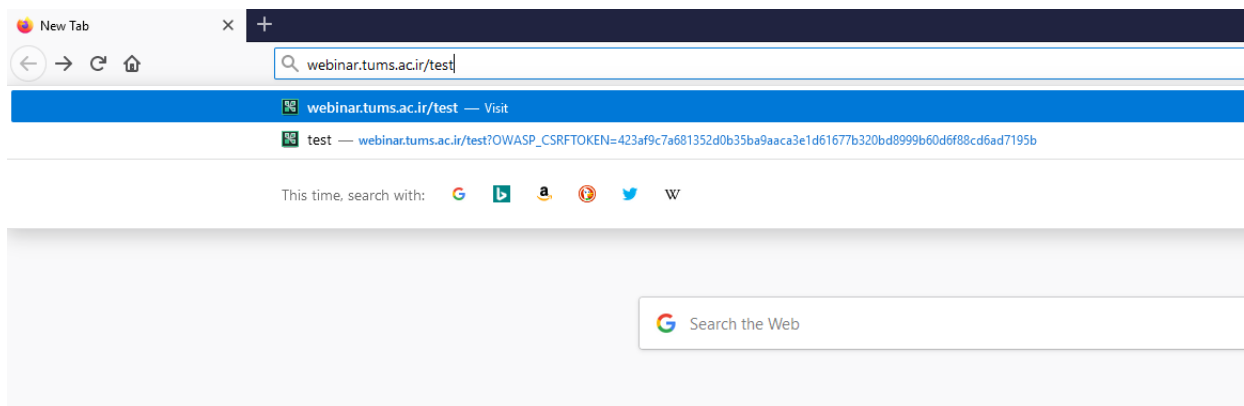 New Tab
webinar.tums.ac.ir/test
webinar.tums.ac.ir/test — Visit
test — webinar.tums.ac.ir/test?OWASP_CSRFTOKEN=423af9c7a681352d0b35ba9aaca3e1d61677b320bd8999b60d6f88cd6ad7195b
This time, search with:
Search the Web